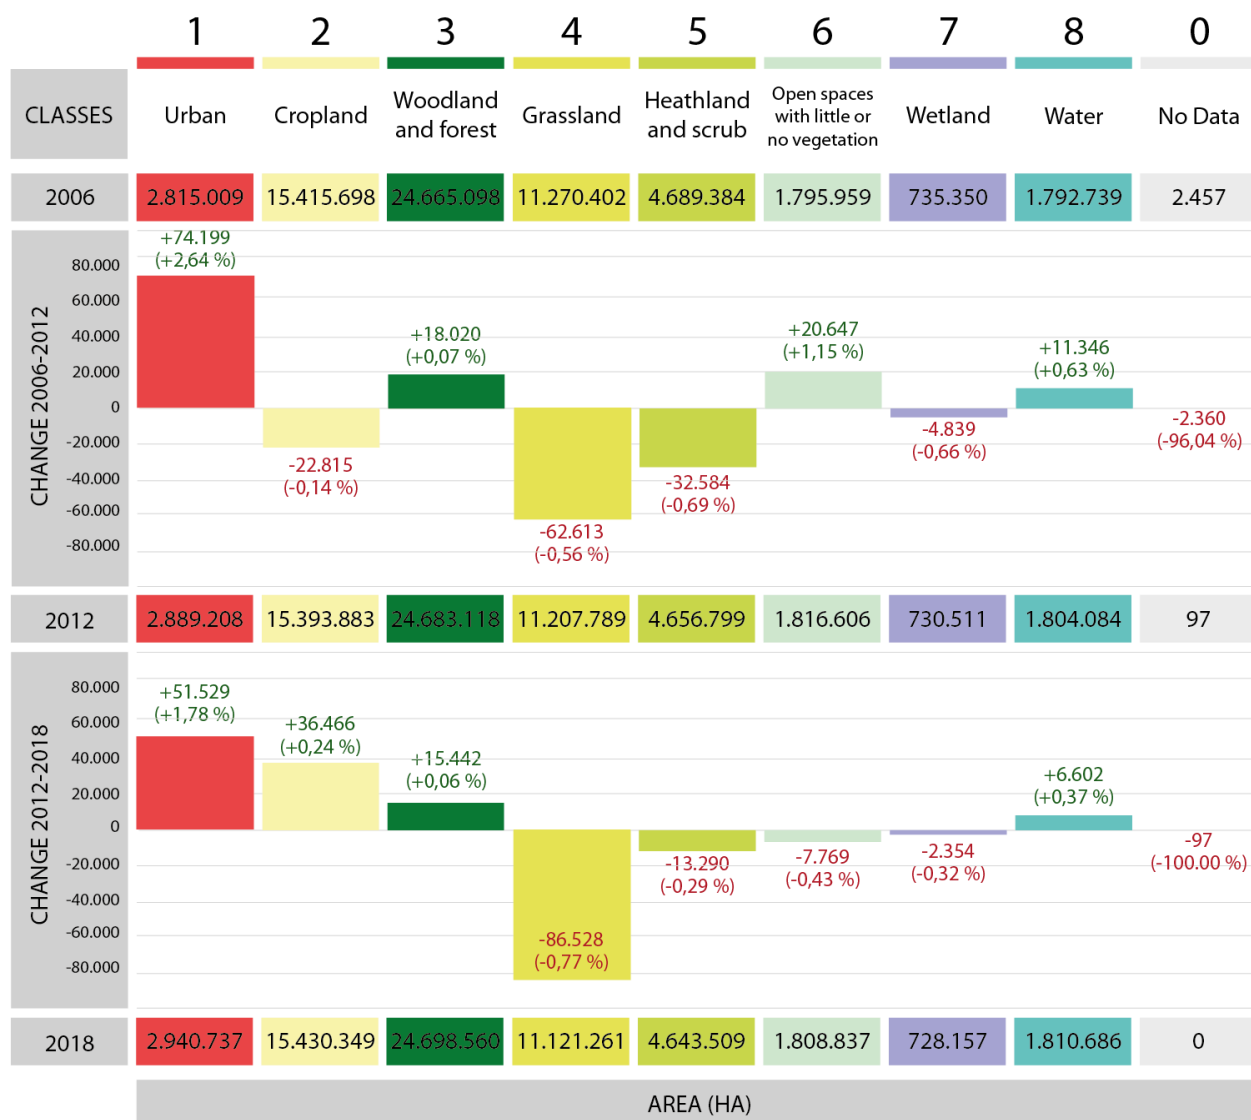 1 2 3 4 5 6 7 8 0
CLASSES
Urban
Cropland
Woodland
and forest
Grassland
Heathland
and scrub
Open spaces
with little or
no vegetation
Wetland
Water
No Data
2006 2.815.009 15.415.698 24.665.098 11.270.402 4.689.384 1.795.959 735.350 1.792.739 2.457
CHANGE 2006-2012
80.000
60.000
40.000
20.000
0
-20.000
-40.000
-60.000
-80.000
+74.199
(+2,64 %)
-22.815
(-0,14 %)
+18.020
(+0,07 %)
-62.613
(-0,56 %)
-32.584
(-0,69 %)
+20.647
(+1,15 %)
-4.839
(-0,66 %)
+11.346
(+0,63 %)
-2.360
(-96,04 %)
2012 2.889.208 15.393.883 24.683.118 11.207.789 4.656.799 1.816.606 730.511 1.804.084 97
CHANGE 2012-2018
80.000
60.000
40.000
20.000
0
-20.000
-40.000
-60.000
-80.000
+51.529
(+1,78 %)
+36.466
(+0,24 %)
+15.442
(+0,06 %)
-86.528
(-0,77 %)
-13.290
(-0,29 %)
-7.769
(-0,43 %)
-2.354
(-0,32 %)
+6.602
(+0,37 %)
-97
(-100.00 %)
2018 2.940.737 15.430.349 24.698.560 11.121.261 4.643.509 1.808.837 728.157 1.810.686 0
AREA (HA)